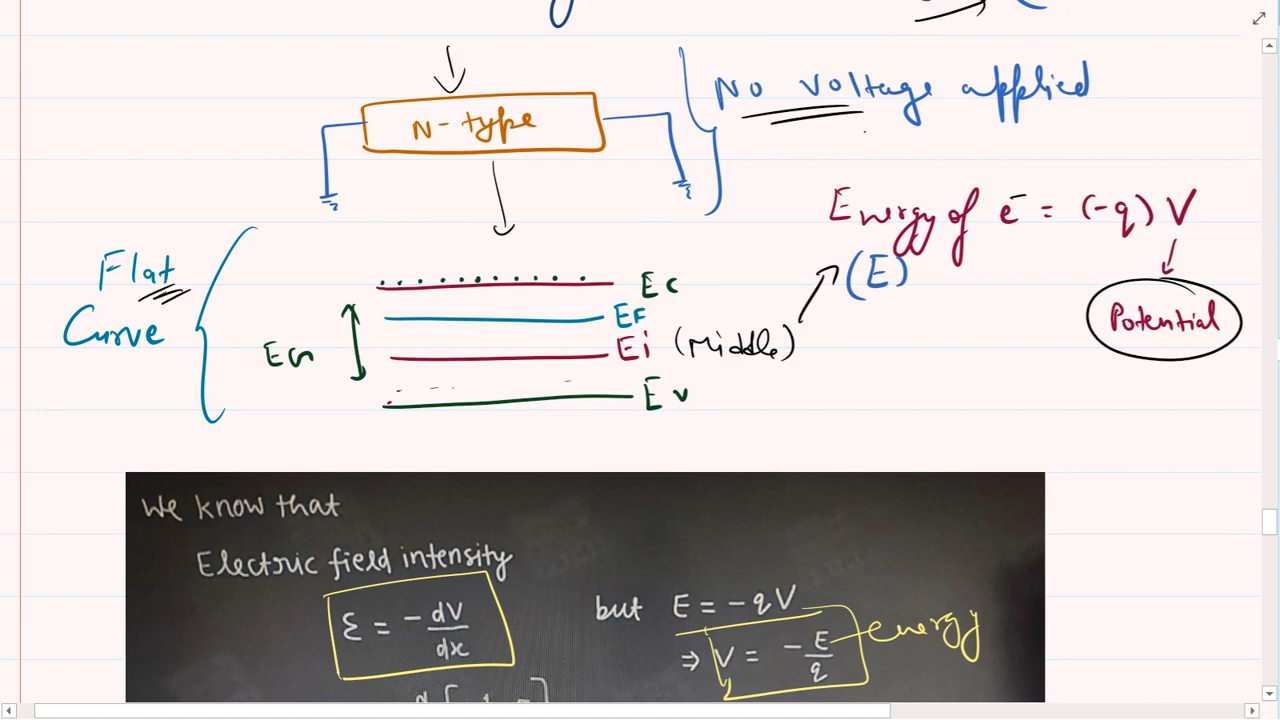 No voltage applied
N-type
Energy of e⁻ = (-q) V
(E)
Potential
Flat
Curve
Ec
EF
Ei (Middle)
EG
Ev
We know that
Electric field intensity
ℰ = - dV/dx
but E = -qV
⇒ V = - E/q
energy